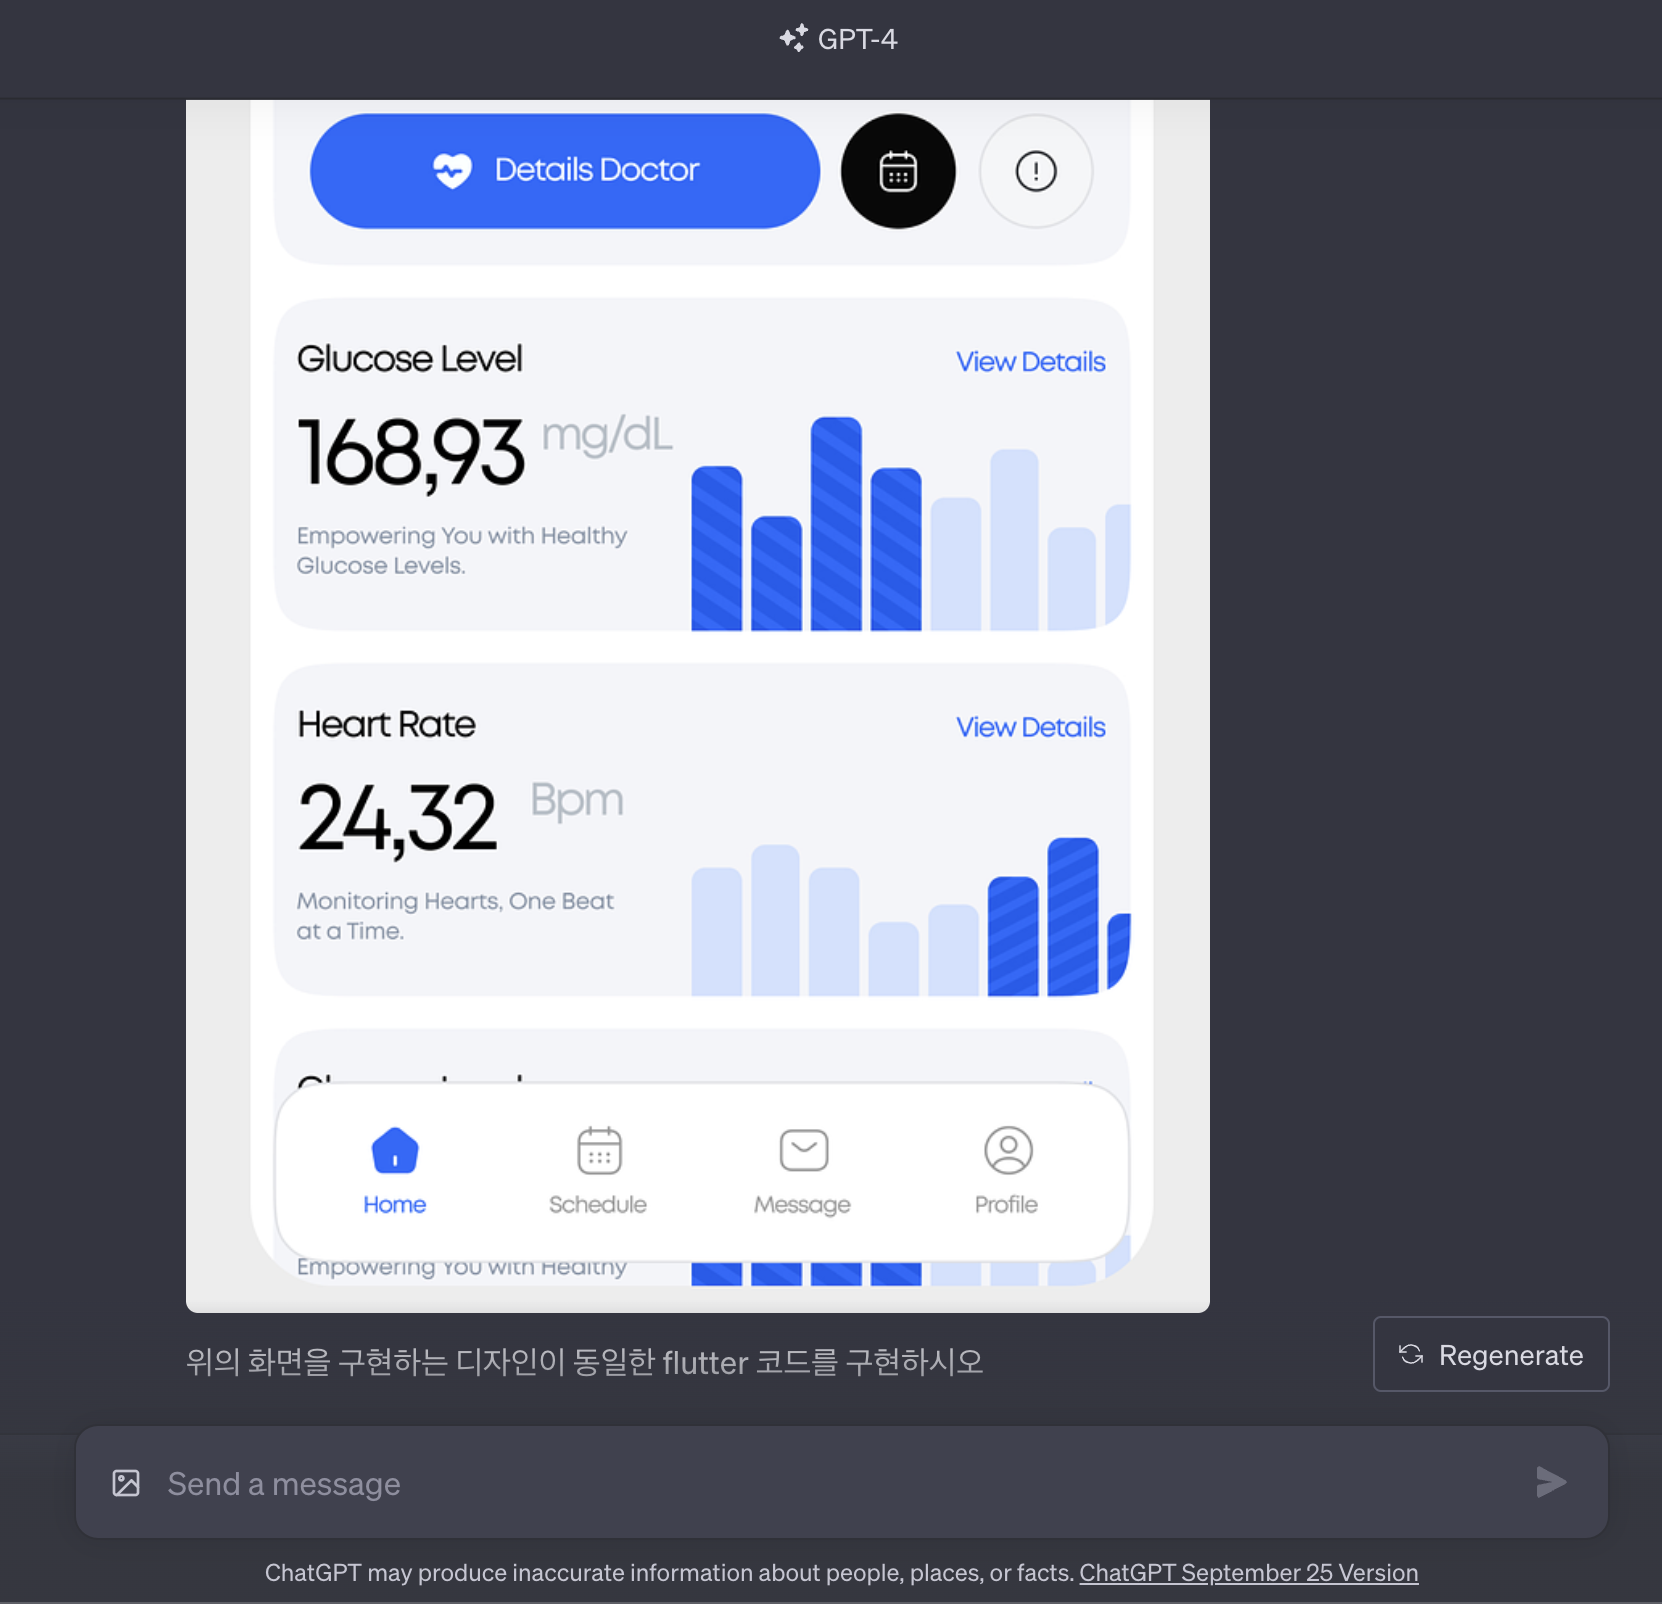 GPT-4
Details Doctor
Glucose Level
View Details
168,93 mg/dL
Empowering You with Healthy
Glucose Levels.
Heart Rate
View Details
24,32 Bpm
Monitoring Hearts, One Beat
at a Time.
Home
Schedule
Message
Profile
Empowering You with Healthy
위의 화면을 구현하는 디자인이 동일한 flutter 코드를 구현하시오
Regenerate
Send a message
ChatGPT may produce inaccurate information about people, places, or facts. ChatGPT September 25 Version